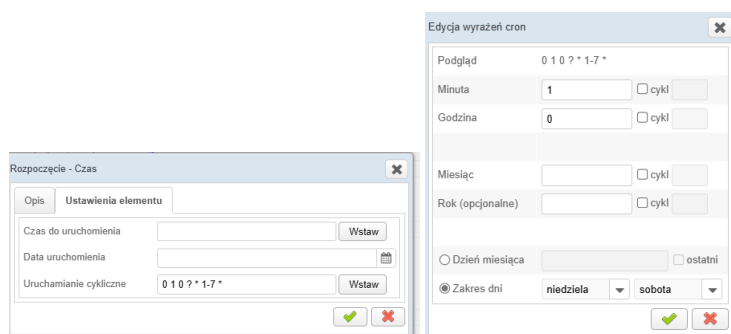 Edycja wyrażeń cron
Podgląd 0 1 0 ? * 1-7 *
Minuta 1 cykl
Godzina 0 cykl
Miesiąc cykl
Rok (opcjonalne) cykl
Dzień miesiąca ostatni
Zakres dni niedziela sobota
Rozpoczęcie - Czas
Opis Ustawienia elementu
Czas do uruchomienia Wstaw
Data uruchomienia
Uruchamianie cykliczne 0 1 0 ? * 1-7 * Wstaw